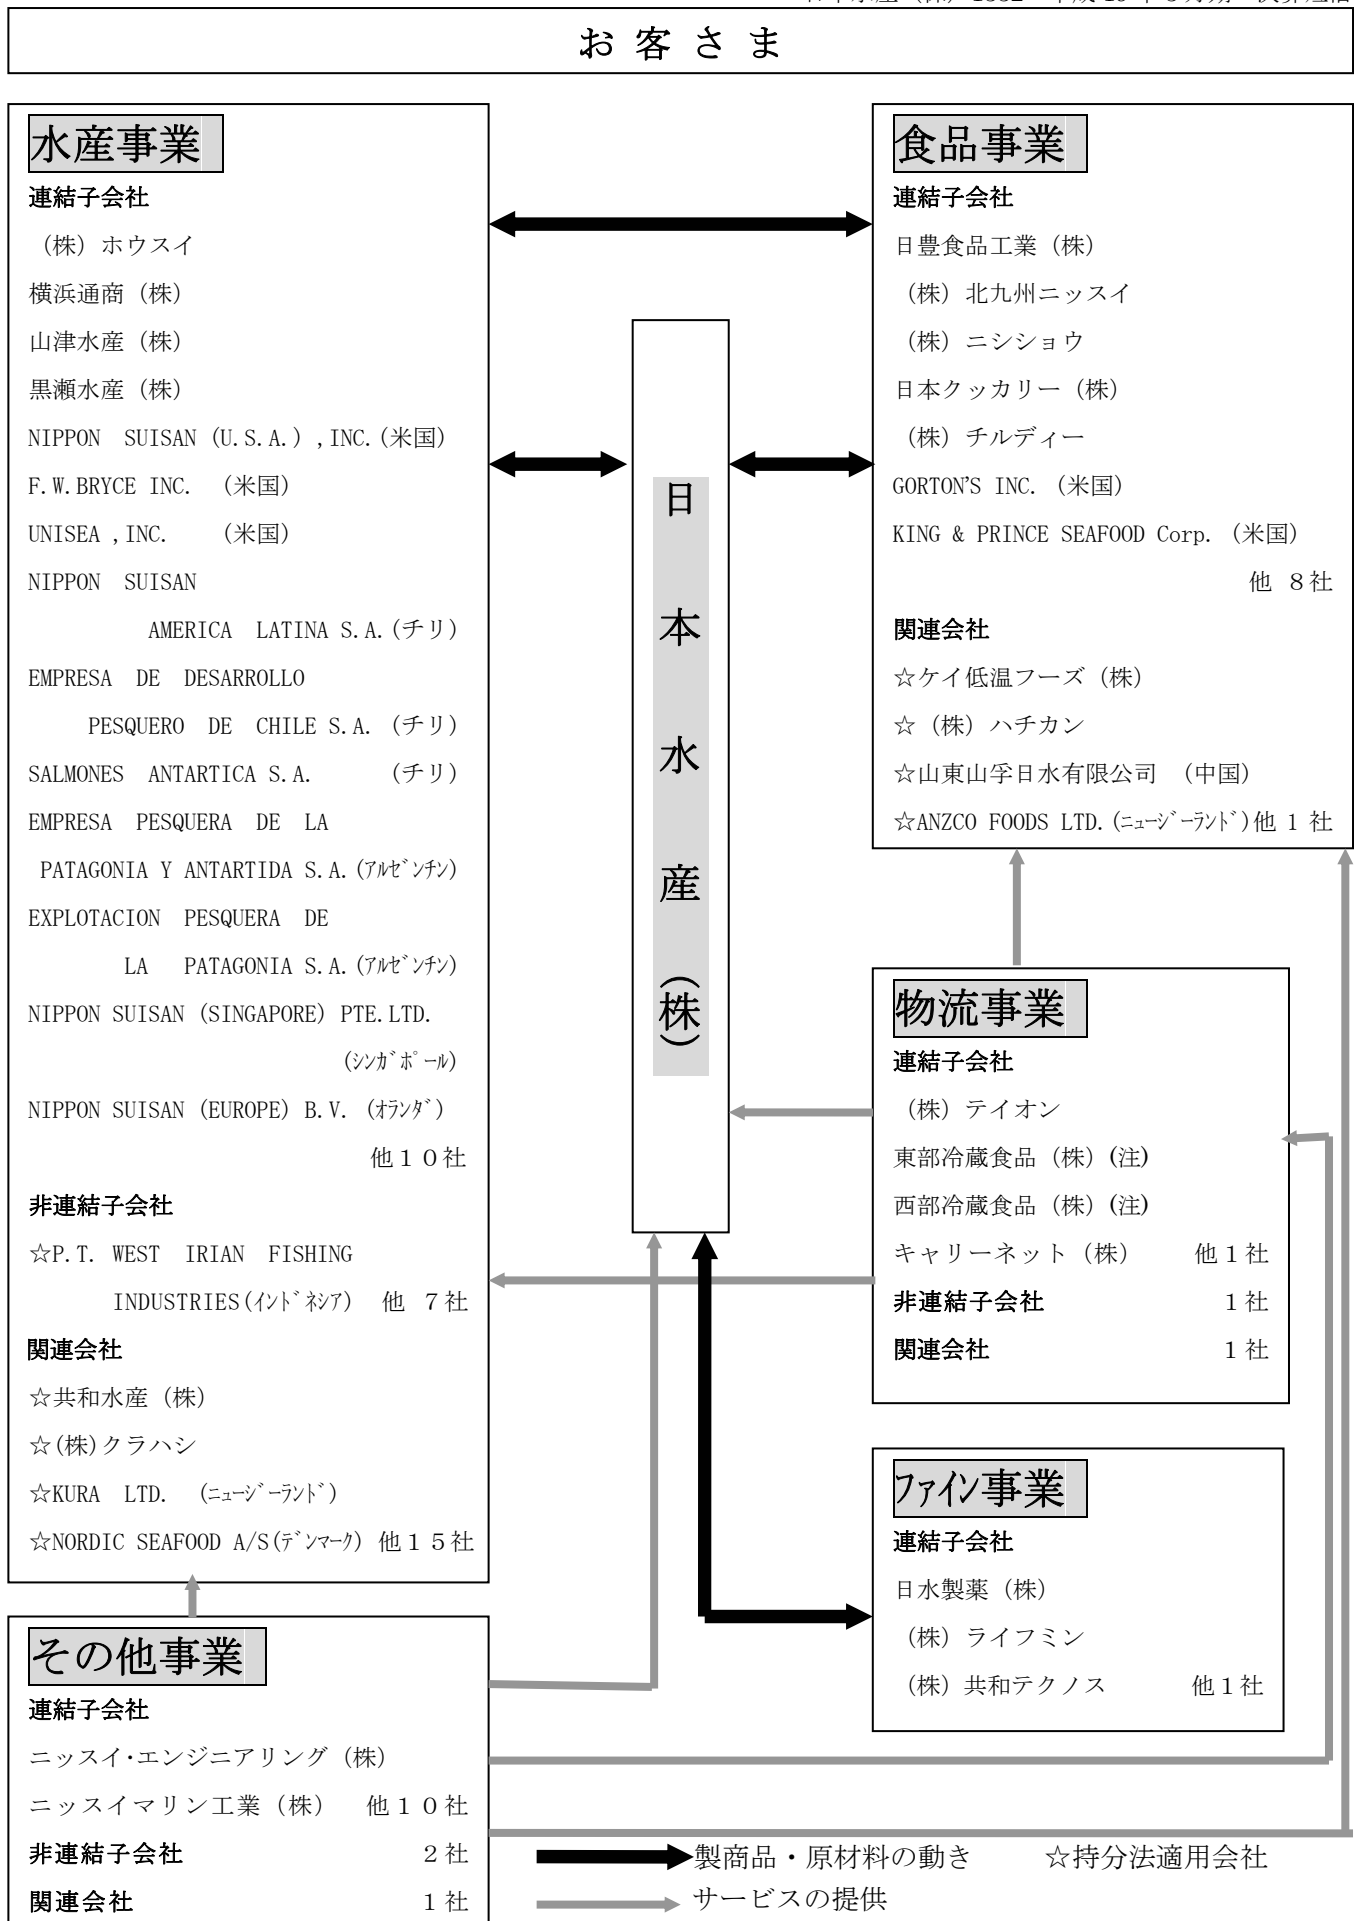 お客さま
水産事業
連結子会社
（株）ホウスイ
横浜通商（株）
山津水産（株）
黒瀬水産（株）
NIPPON SUISAN (U.S.A.) ,INC.(米国)
F.W.BRYCE INC. (米国)
UNISEA ,INC. (米国)
NIPPON SUISAN
AMERICA LATINA S.A.(チリ)
EMPRESA DE DESARROLLO
PESQUERO DE CHILE S.A. (チリ)
SALMONES ANTARTICA S.A. (チリ)
EMPRESA PESQUERA DE LA
PATAGONIA Y ANTARTIDA S.A.(ｱﾙｾﾞﾝﾁﾝ)
EXPLOTACION PESQUERA DE
LA PATAGONIA S.A.(ｱﾙｾﾞﾝﾁﾝ)
NIPPON SUISAN (SINGAPORE) PTE.LTD.
(ｼﾝｶﾞﾎﾟｰﾙ)
NIPPON SUISAN (EUROPE) B.V. (ｵﾗﾝﾀﾞ)
他１０社
非連結子会社
☆P.T. WEST IRIAN FISHING
INDUSTRIES(ｲﾝﾄﾞﾈｼｱ) 他 ７社
関連会社
☆共和水産（株）
☆(株)クラハシ
☆KURA LTD. (ﾆｭｰｼﾞｰﾗﾝﾄﾞ)
☆NORDIC SEAFOOD A/S(ﾃﾞﾝﾏｰｸ) 他１５社
その他事業
連結子会社
ニッスイ・エンジニアリング（株）
ニッスイマリン工業（株） 他１０社
非連結子会社 ２社
関連会社 １社
日本水産（株）
食品事業
連結子会社
日豊食品工業（株）
（株）北九州ニッスイ
（株）ニシショウ
日本クッカリー（株）
（株）チルディー
GORTON'S INC. (米国)
KING & PRINCE SEAFOOD Corp. (米国)
他 ８社
関連会社
☆ケイ低温フーズ（株）
☆（株）ハチカン
☆山東山孚日水有限公司 （中国）
☆ANZCO FOODS LTD.(ﾆｭｰｼﾞｰﾗﾝﾄﾞ)他 1 社
物流事業
連結子会社
（株）テイオン
東部冷蔵食品（株）(注)
西部冷蔵食品（株）(注)
キャリーネット（株） 他１社
非連結子会社 １社
関連会社 １社
ﾌｧｲﾝ事業
連結子会社
日水製薬（株）
（株）ライフミン
（株）共和テクノス 他１社
製商品・原材料の動き ☆持分法適用会社
サービスの提供